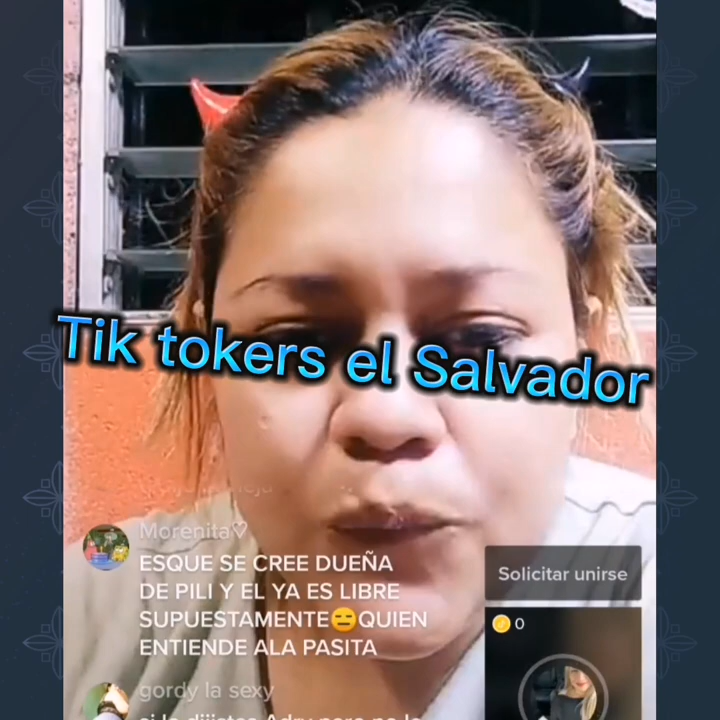 Tik tokers el Salvador
Morenita♡
ESQUE SE CREE DUEÑA
DE PILI Y EL YA ES LIBRE
SUPUESTAMENTE😑QUIEN
ENTIENDE ALA PASITA
Solicitar unirse
0
gordy la sexy